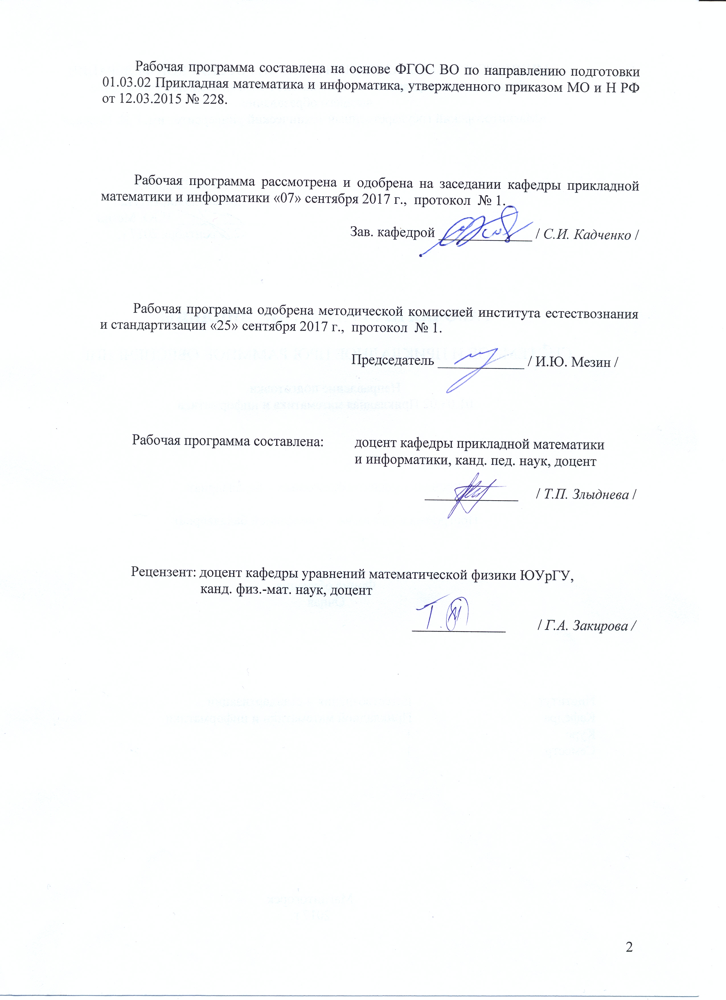 Рабочая программа составлена на основе ФГОС ВО по направлению подготовки
01.03.02 Прикладная математика и информатика, утвержденного приказом МО и Н РФ
от 12.03.2015 № 228.
Рабочая программа рассмотрена и одобрена на заседании кафедры прикладной
математики и информатики «07» сентября 2017 г., протокол № 1.
Зав. кафедрой ______________ / С.И. Кадченко /
Рабочая программа одобрена методической комиссией института естествознания
и стандартизации «25» сентября 2017 г., протокол № 1.
Председатель _____________ / И.Ю. Мезин /
Рабочая программа составлена: доцент кафедры прикладной математики
и информатики, канд. пед. наук, доцент
______________ / Т.П. Злыднева /
Рецензент: доцент кафедры уравнений математической физики ЮУрГУ,
канд. физ.-мат. наук, доцент
______________ / Г.А. Закирова /
2